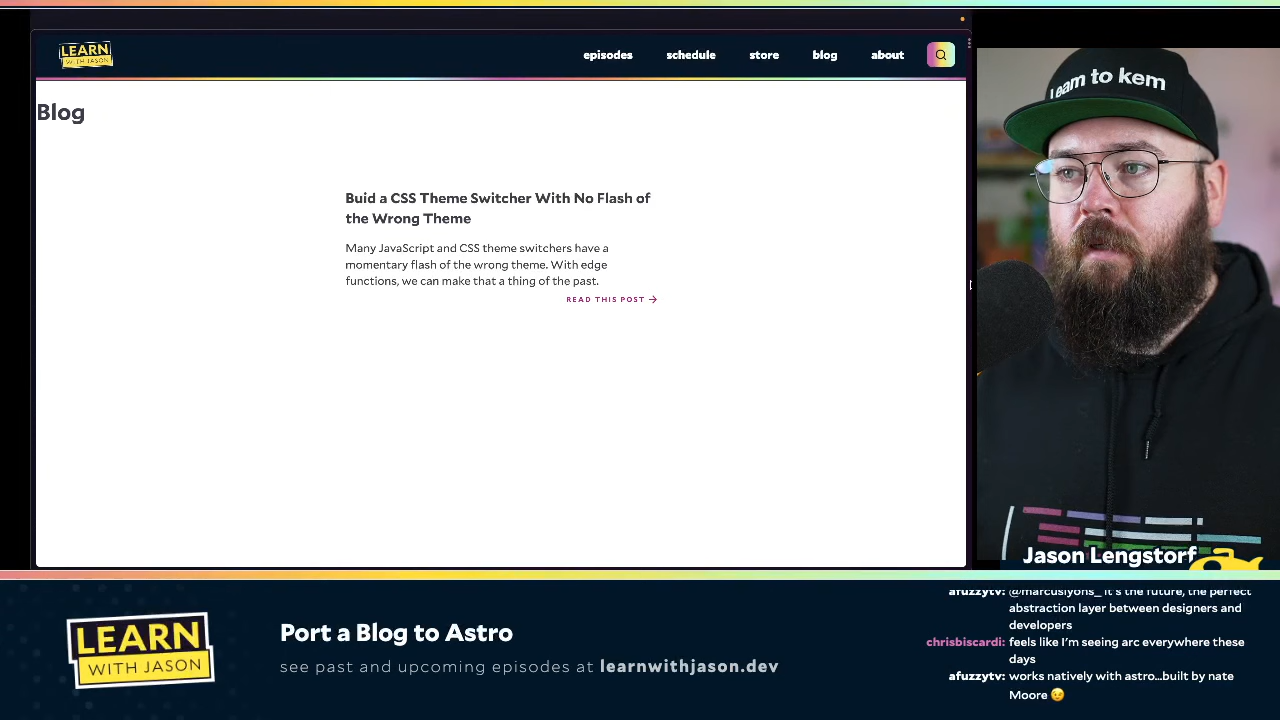 LEARN
WITH JASON
episodes schedule store blog about
Blog
Buid a CSS Theme Switcher With No Flash of
the Wrong Theme
Many JavaScript and CSS theme switchers have a
momentary flash of the wrong theme. With edge
functions, we can make that a thing of the past.
READ THIS POST →
I eam to kem
Jason Lengstorf
LEARN
WITH JASON
Port a Blog to Astro
see past and upcoming episodes at learnwithjason.dev
afuzzytv: @marcuslyons_ it's the future, the perfect
abstraction layer between designers and
developers
chrisbiscardi: feels like I'm seeing arc everywhere these
days
afuzzytv: works natively with astro...built by nate
Moore 😉